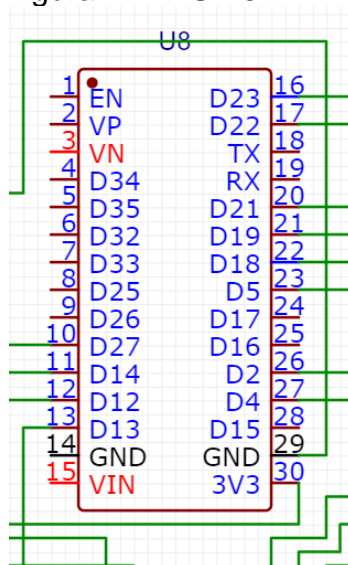 U8
1 EN D23 16
2 VP D22 17
3 VN TX 18
4 D34 RX 19
5 D35 D21 20
6 D32 D19 21
7 D33 D18 22
8 D25 D5 23
9 D26 D17 24
10 D27 D16 25
11 D14 D2 26
12 D12 D4 27
13 D13 D15 28
14 GND GND 29
15 VIN 3V3 30